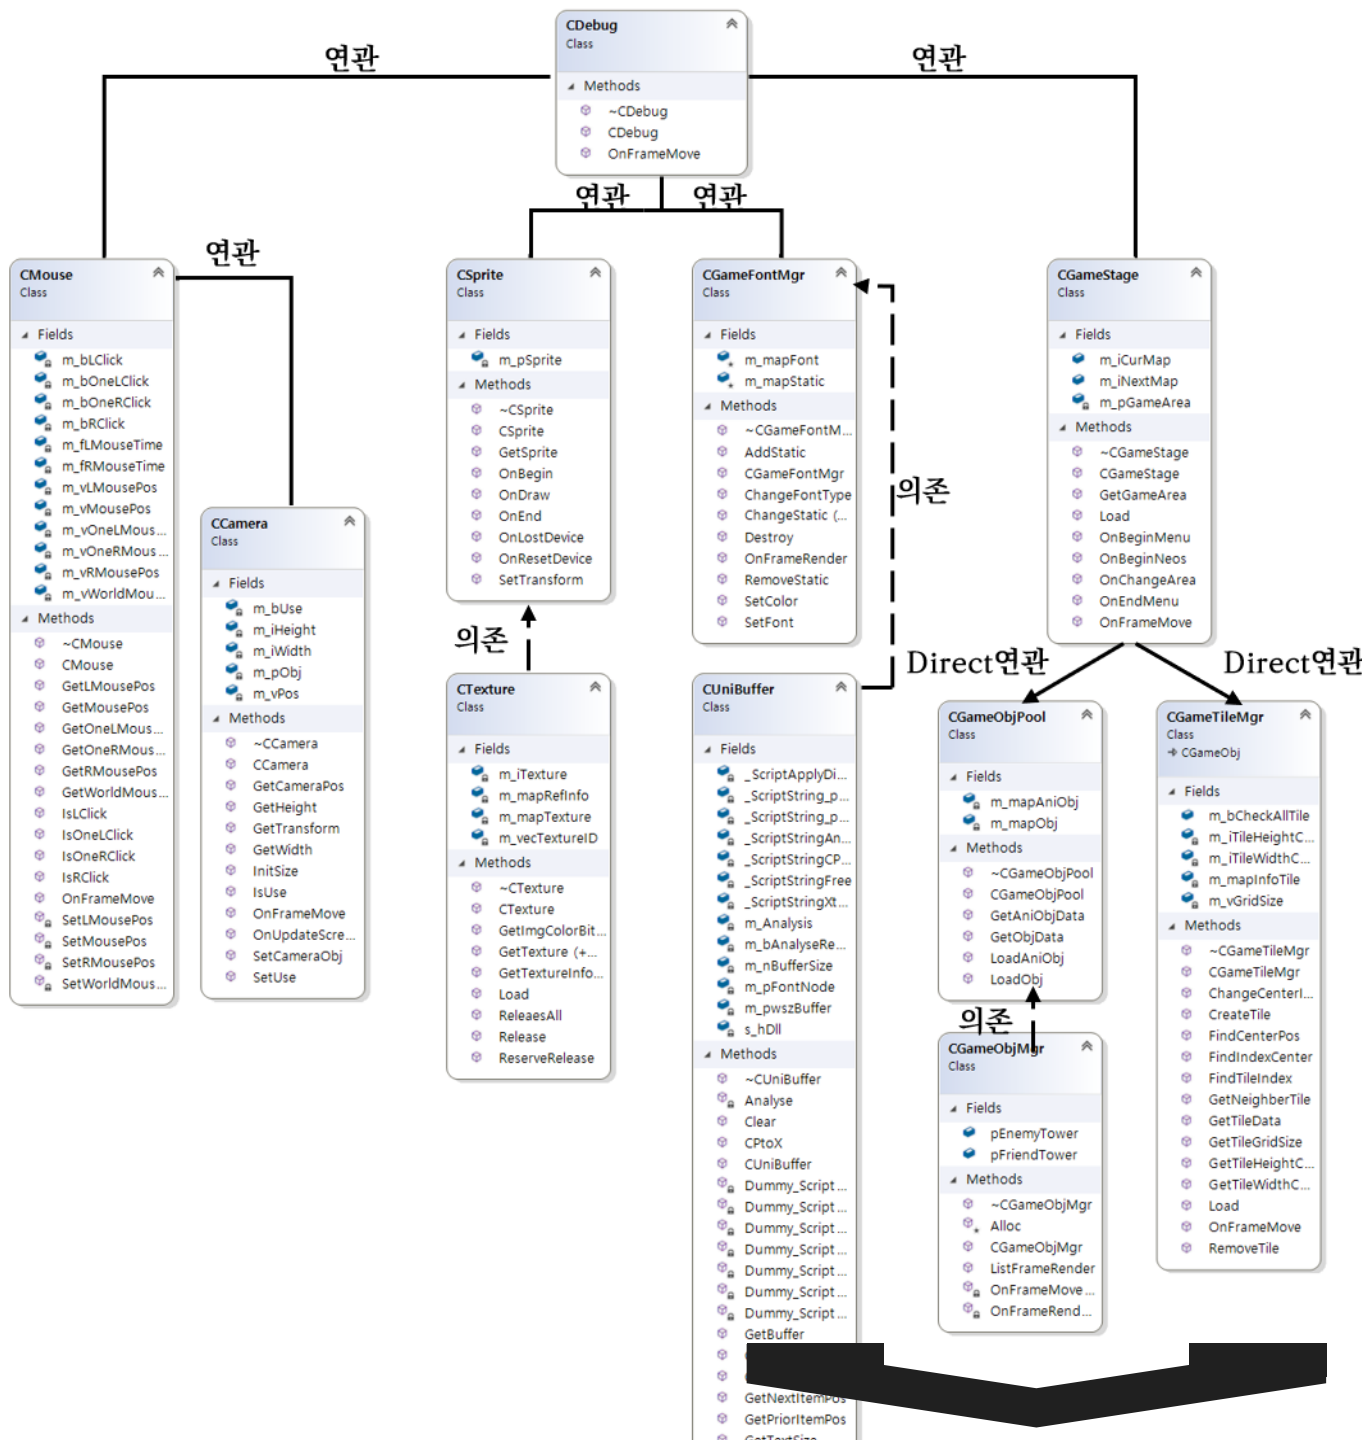 CDebug
Class
Methods
~CDebug
CDebug
OnFrameMove
연관
연관
연관
연관
연관
CMouse
Class
Fields
m_bLClick
m_bOneLClick
m_bOneRClick
m_bRClick
m_fLMouseTime
m_fRMouseTime
m_vLMousePos
m_vMousePos
m_vOneLMous...
m_vOneRMous...
m_vRMousePos
m_vWorldMou...
Methods
~CMouse
CMouse
GetLMousePos
GetMousePos
GetOneLMous...
GetOneRMous...
GetRMousePos
GetWorldMous...
IsLClick
IsOneLClick
IsOneRClick
IsRClick
OnFrameMove
SetLMousePos
SetMousePos
SetRMousePos
SetWorldMous...
CCamera
Class
Fields
m_bUse
m_iHeight
m_iWidth
m_pObj
m_vPos
Methods
~CCamera
CCamera
GetCameraPos
GetHeight
GetTransform
GetWidth
InitSize
IsUse
OnFrameMove
OnUpdateScre...
SetCameraObj
SetUse
CSprite
Class
Fields
m_pSprite
Methods
~CSprite
CSprite
GetSprite
OnBegin
OnDraw
OnEnd
OnLostDevice
OnResetDevice
SetTransform
의존
CTexture
Class
Fields
m_iTexture
m_mapRefInfo
m_mapTexture
m_vecTextureID
Methods
~CTexture
CTexture
GetImgColorBit...
GetTexture (+...
GetTextureInfo...
Load
ReleaesAll
Release
ReserveRelease
CGameFontMgr
Class
Fields
m_mapFont
m_mapStatic
Methods
~CGameFontM...
AddStatic
CGameFontMgr
ChangeFontType
ChangeStatic (...
Destroy
OnFrameRender
RemoveStatic
SetColor
SetFont
의존
CUniBuffer
Class
Fields
_ScriptApplyDi...
_ScriptString_p...
_ScriptString_p...
_ScriptStringAn...
_ScriptStringCP...
_ScriptStringFree
_ScriptStringXt...
m_Analysis
m_bAnalyseRe...
m_nBufferSize
m_pFontNode
m_pwszBuffer
s_hDll
Methods
~CUniBuffer
Analyse
Clear
CPtoX
CUniBuffer
Dummy_Script...
Dummy_Script...
Dummy_Script...
Dummy_Script...
Dummy_Script...
Dummy_Script...
Dummy_Script...
GetBuffer
GetNextItemPos
GetPriorItemPos
GetTextSize
CGameStage
Class
Fields
m_iCurMap
m_iNextMap
m_pGameArea
Methods
~CGameStage
CGameStage
GetGameArea
Load
OnBeginMenu
OnBeginNeos
OnChangeArea
OnEndMenu
OnFrameMove
Direct연관
Direct연관
CGameObjPool
Class
Fields
m_mapAniObj
m_mapObj
Methods
~CGameObjPool
CGameObjPool
GetAniObjData
GetObjData
LoadAniObj
LoadObj
의존
CGameObjMgr
Class
Fields
pEnemyTower
pFriendTower
Methods
~CGameObjMgr
Alloc
CGameObjMgr
ListFrameRender
OnFrameMove...
OnFrameRend...
CGameTileMgr
Class
CGameObj
Fields
m_bCheckAllTile
m_iTileHeightC...
m_iTileWidthC...
m_mapInfoTile
m_vGridSize
Methods
~CGameTileMgr
CGameTileMgr
ChangeCenterI...
CreateTile
FindCenterPos
FindIndexCenter
FindTileIndex
GetNeighberTile
GetTileData
GetTileGridSize
GetTileHeightC...
GetTileWidthC...
Load
OnFrameMove
RemoveTile